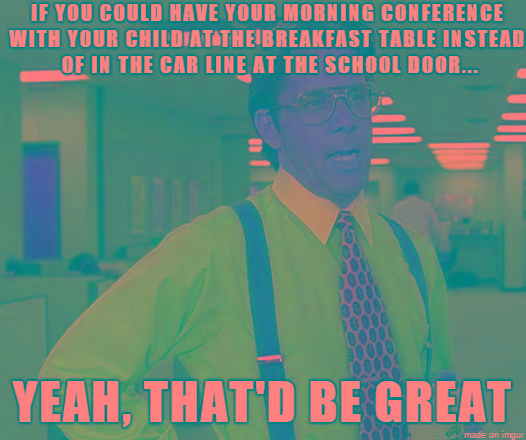 IF YOU COULD HAVE YOUR MORNING CONFERENCE
WITH YOUR CHILD AT THE BREAKFAST TABLE INSTEAD
OF IN THE CAR LINE AT THE SCHOOL DOOR...
YEAH, THAT'D BE GREAT
made on imgur